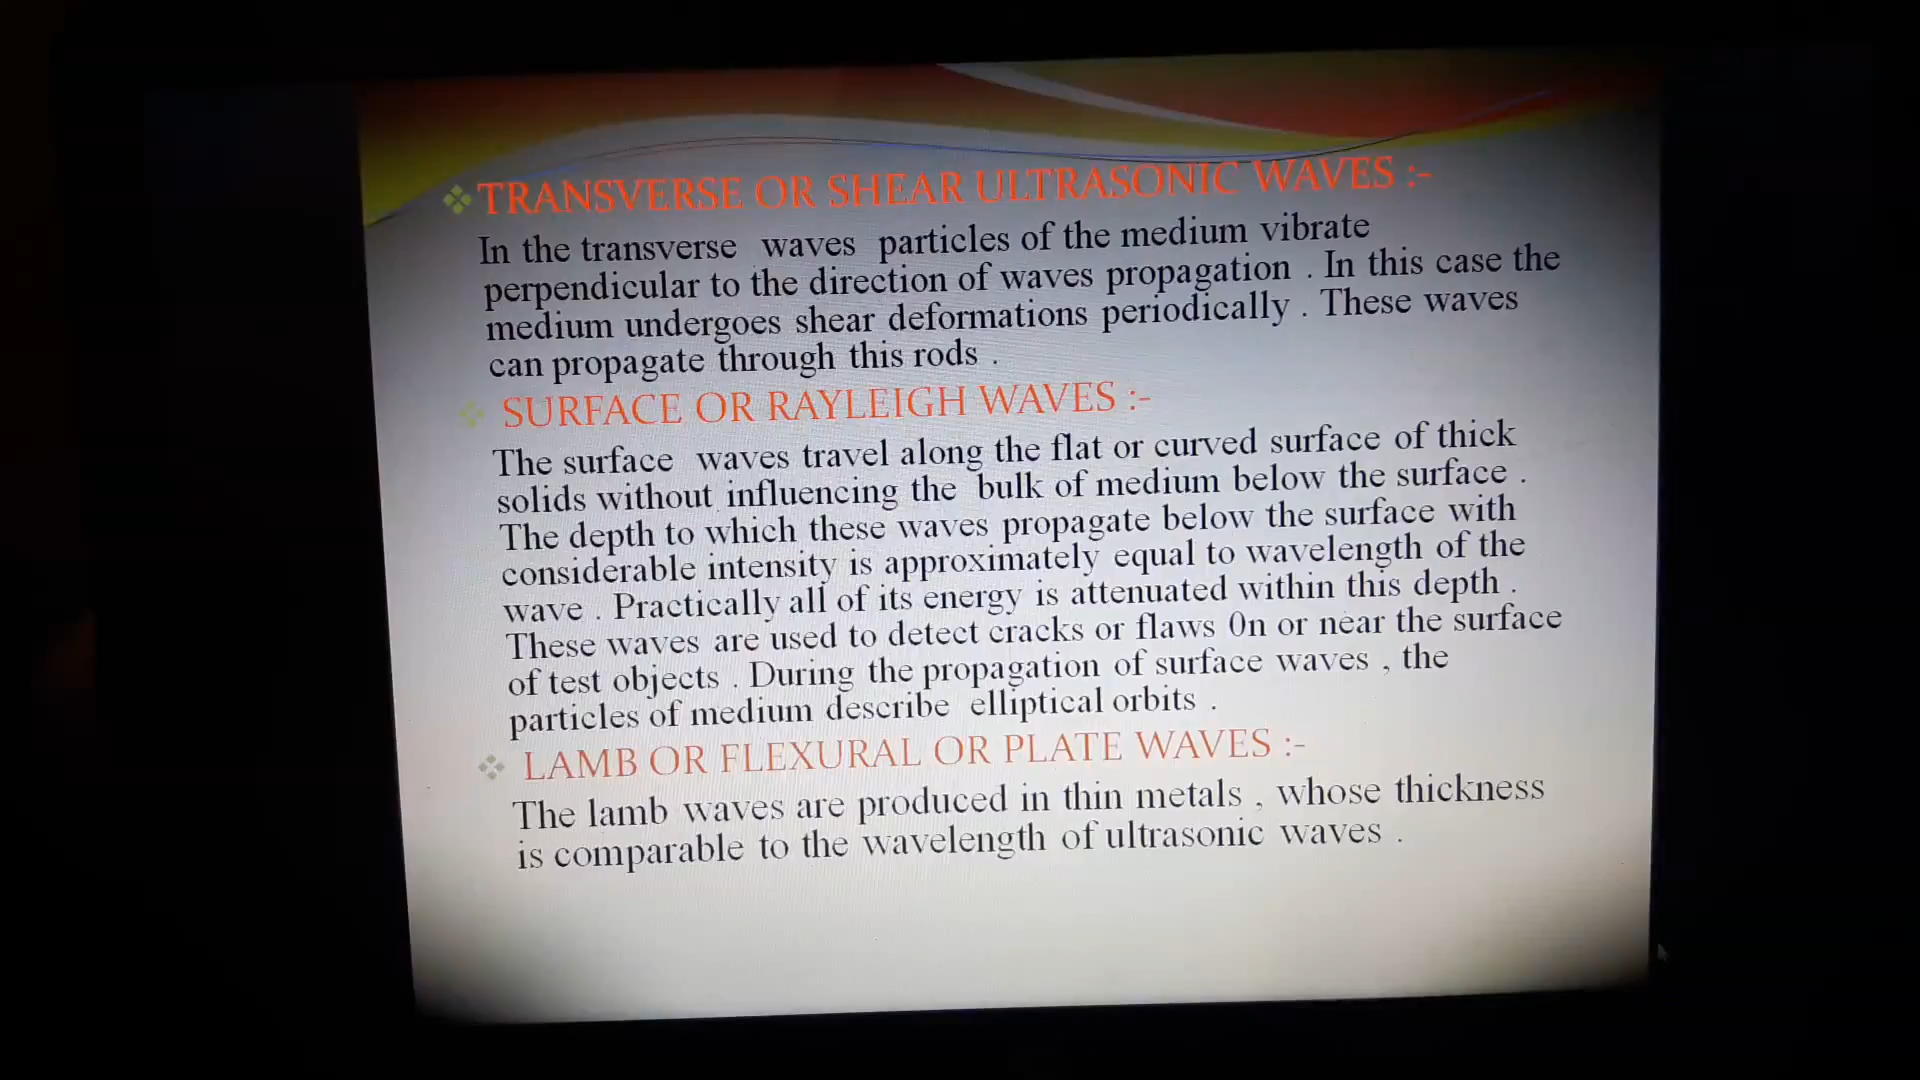 TRANSVERSE OR SHEAR ULTRASONIC WAVES :-
In the transverse waves particles of the medium vibrate
perpendicular to the direction of waves propagation . In this case the
medium undergoes shear deformations periodically . These waves
can propagate through this rods .
SURFACE OR RAYLEIGH WAVES :-
The surface waves travel along the flat or curved surface of thick
solids without influencing the bulk of medium below the surface .
The depth to which these waves propagate below the surface with
considerable intensity is approximately equal to wavelength of the
wave . Practically all of its energy is attenuated within this depth .
These waves are used to detect cracks or flaws 0n or near the surface
of test objects . During the propagation of surface waves , the
particles of medium describe elliptical orbits .
LAMB OR FLEXURAL OR PLATE WAVES :-
The lamb waves are produced in thin metals , whose thickness
is comparable to the wavelength of ultrasonic waves .